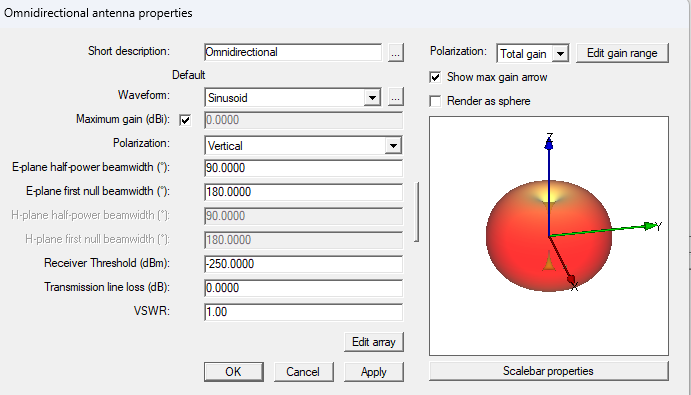 Omnidirectional antenna properties
Short description: Omnidirectional ...
Default
Waveform: Sinusoid ...
Maximum gain (dBi): 0.0000
Polarization: Vertical
E-plane half-power beamwidth (°): 90.0000
E-plane first null beamwidth (°): 180.0000
H-plane half-power beamwidth (°): 90.0000
H-plane first null beamwidth (°): 180.0000
Receiver Threshold (dBm): -250.0000
Transmission line loss (dB): 0.0000
VSWR: 1.00
Edit array
OK Cancel Apply
Polarization: Total gain Edit gain range
Show max gain arrow
Render as sphere
Z
Y
X
Scalebar properties